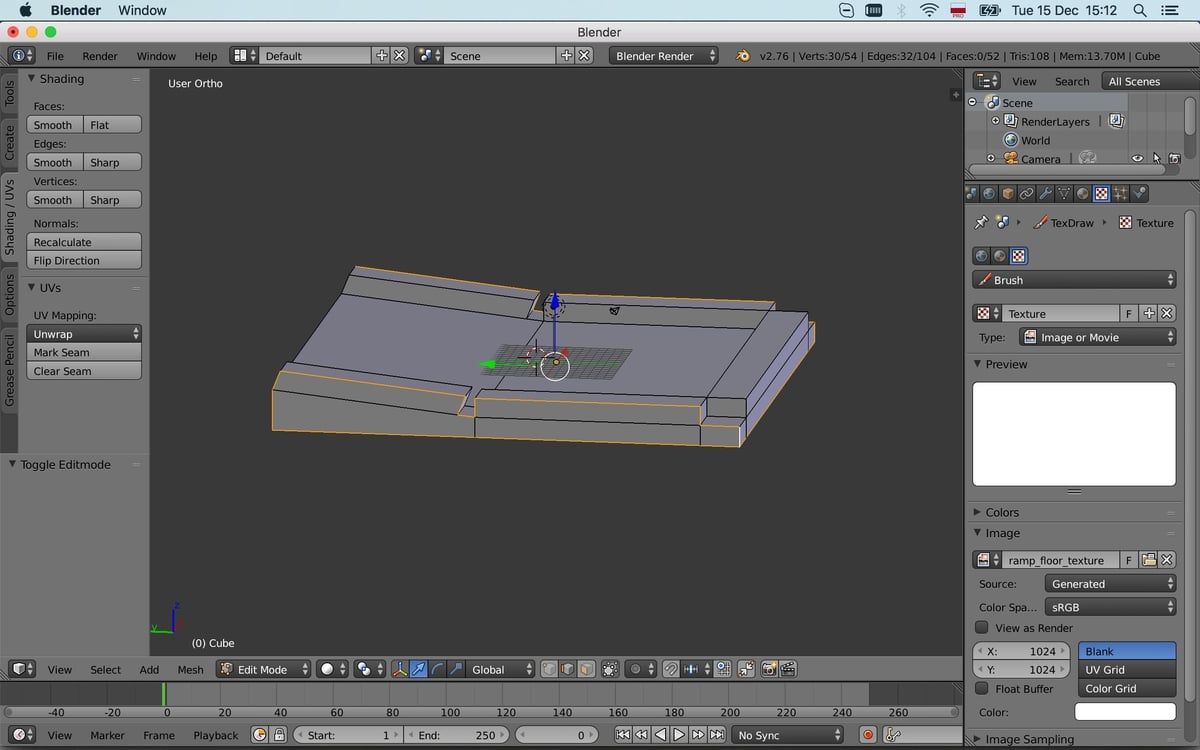 Blender Window Tue 15 Dec 15:12
PRO
Blender
File Render Window Help Default Scene Blender Render v2.76 | Verts:30/54 | Edges:32/104 | Faces:0/52 | Tris:108 | Mem:13.70M | Cube
Tools
Create
Shading / UVs
Options
Grease Pencil
Shading
Faces:
Smooth Flat
Edges:
Smooth Sharp
Vertices:
Smooth Sharp
Normals:
Recalculate
Flip Direction
UVs
UV Mapping:
Unwrap
Mark Seam
Clear Seam
Toggle Editmode
User Ortho
z
y
(0) Cube
View Search All Scenes
Scene
RenderLayers |
World
Camera |
TexDraw Texture
Brush
Texture F
Type: Image or Movie
Preview
Colors
Image
ramp_floor_texture F
Source: Generated
Color Spa... sRGB
View as Render
X: 1024 Blank
Y: 1024 UV Grid
Float Buffer Color Grid
Color:
Image Sampling
View Select Add Mesh Edit Mode Global
-40 -20 0 20 40 60 80 100 120 140 160 180 200 220 240 260
View Marker Frame Playback Start: 1 End: 250 0 No Sync